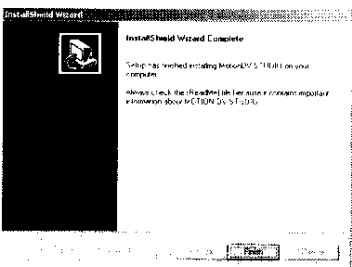 InstallShield Wizard
InstallShield Wizard Complete
Setup has finished installing MotionDV STUDIO on your
computer.
Always check the [ReadMe] file because it contains important
information about MOTION DV STUDIO.
Finish